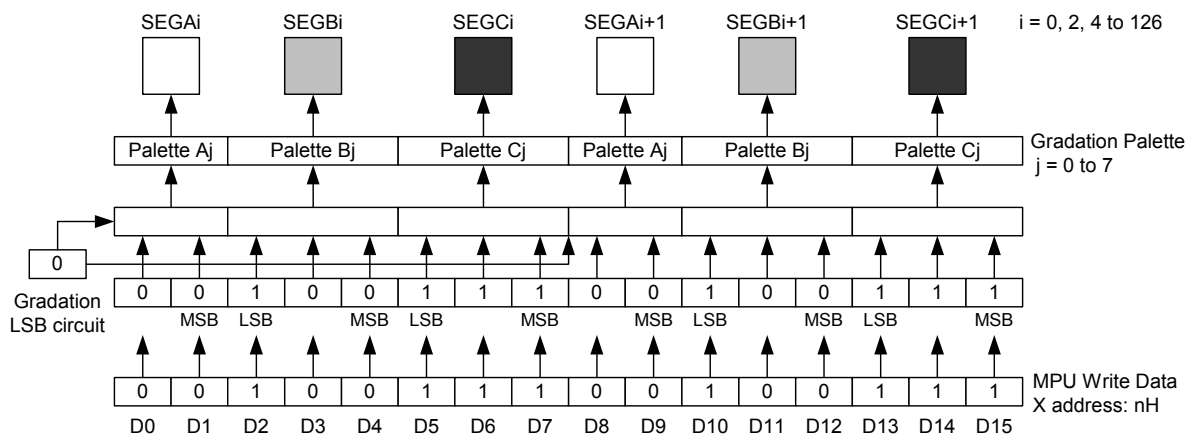 SEGAi SEGBi SEGCi SEGAi+1 SEGBi+1 SEGCi+1 i = 0, 2, 4 to 126
Palette Aj Palette Bj Palette Cj Palette Aj Palette Bj Palette Cj Gradation Palette
j = 0 to 7
0
Gradation
LSB circuit
0 0 1 0 0 1 1 1 0 0 1 0 0 1 1 1
MSB LSB MSB LSB MSB MSB LSB MSB LSB MSB
0 0 1 0 0 1 1 1 0 0 1 0 0 1 1 1 MPU Write Data
X address: nH
D0 D1 D2 D3 D4 D5 D6 D7 D8 D9 D10 D11 D12 D13 D14 D15